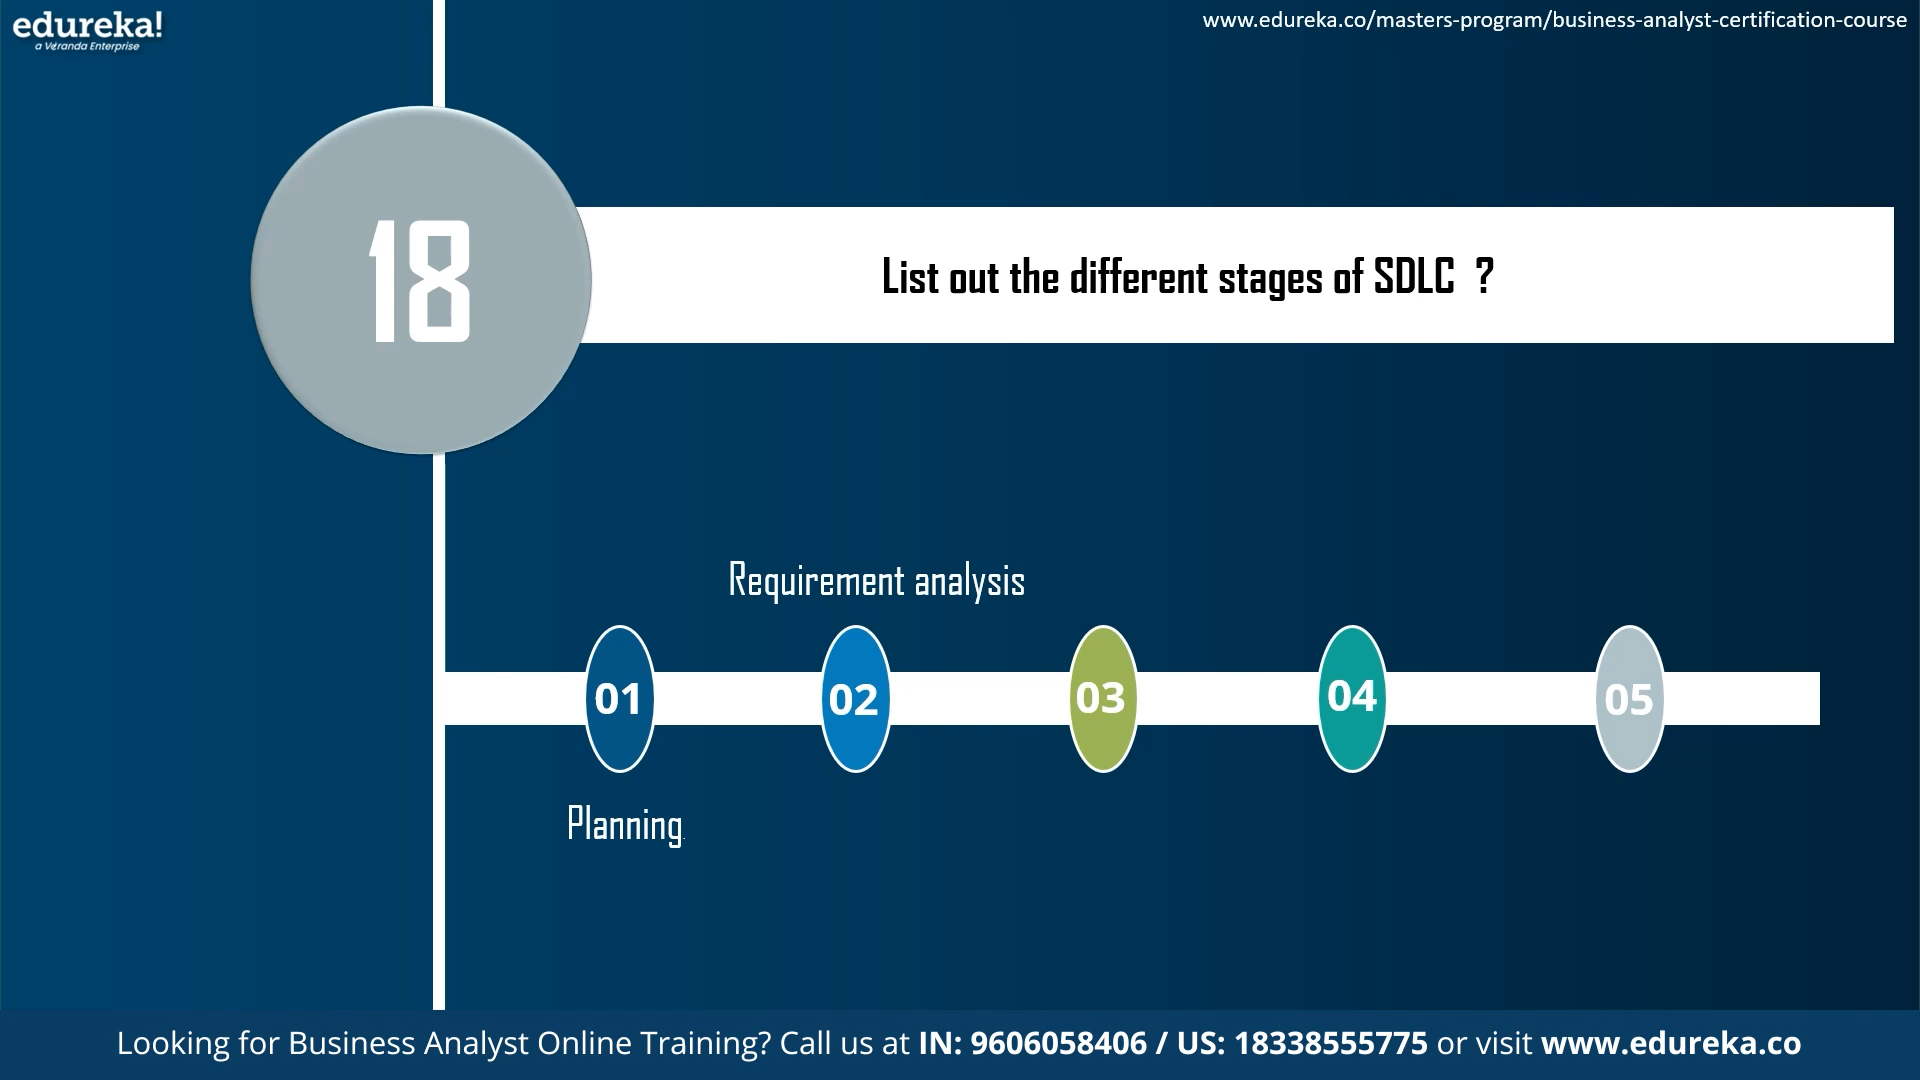 edureka!
a Veranda Enterprise
www.edureka.co/masters-program/business-analyst-certification-course
18
List out the different stages of SDLC ?
Requirement analysis
01 02 03 04 05
Planning
Looking for Business Analyst Online Training? Call us at IN: 9606058406 / US: 18338555775 or visit www.edureka.co